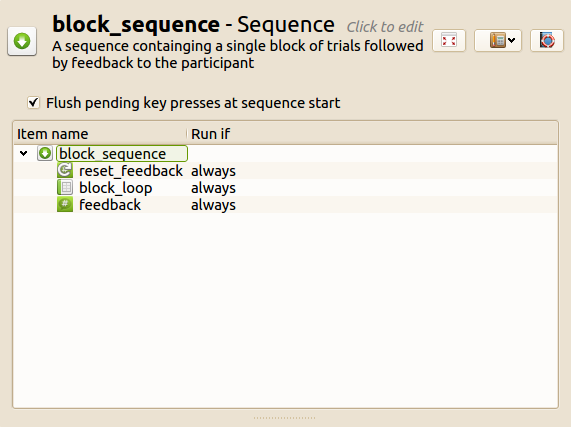 block_sequence - Sequence Click to edit
A sequence containging a single block of trials followed
by feedback to the participant
Flush pending key presses at sequence start
Item name Run if
block_sequence
reset_feedback always
block_loop always
feedback always